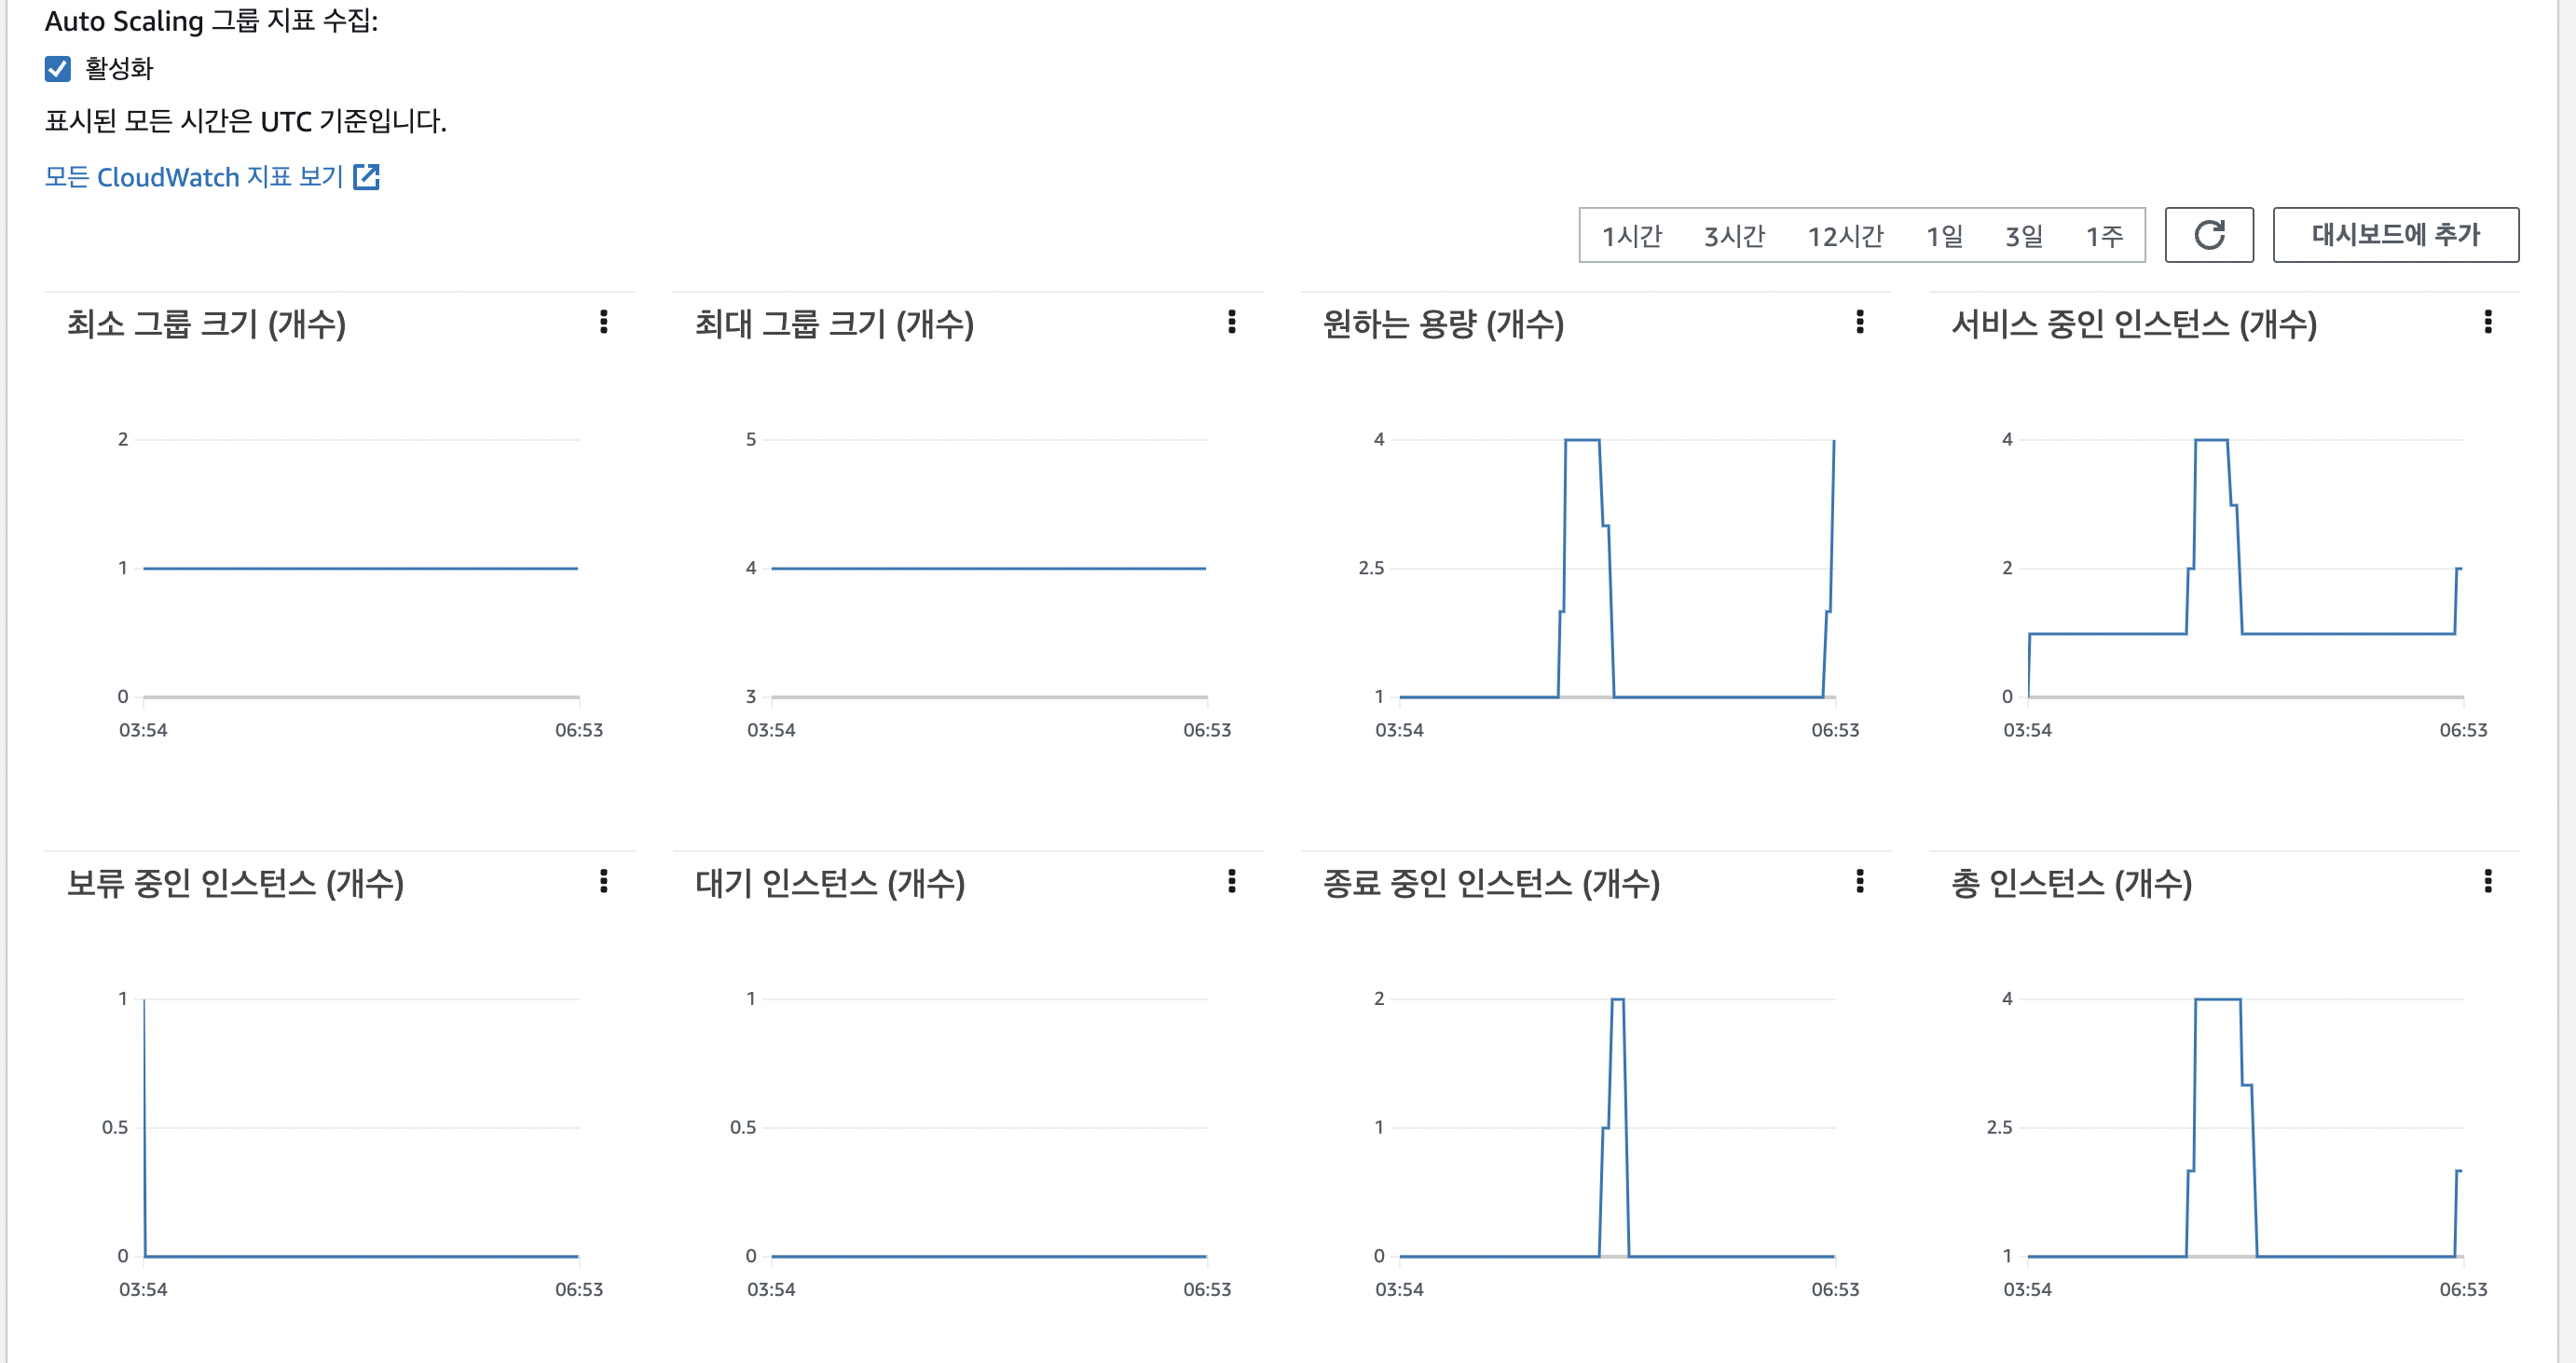 Auto Scaling 그룹 지표 수집:
활성화
표시된 모든 시간은 UTC 기준입니다.
모든 CloudWatch 지표 보기
1시간 3시간 12시간 1일 3일 1주
대시보드에 추가
최소 그룹 크기 (개수)
2
1
0
03:54 06:53
최대 그룹 크기 (개수)
5
4
3
03:54 06:53
원하는 용량 (개수)
4
2.5
1
03:54 06:53
서비스 중인 인스턴스 (개수)
4
2
0
03:54 06:53
보류 중인 인스턴스 (개수)
1
0.5
0
03:54 06:53
대기 인스턴스 (개수)
1
0.5
0
03:54 06:53
종료 중인 인스턴스 (개수)
2
1
0
03:54 06:53
총 인스턴스 (개수)
4
2.5
1
03:54 06:53